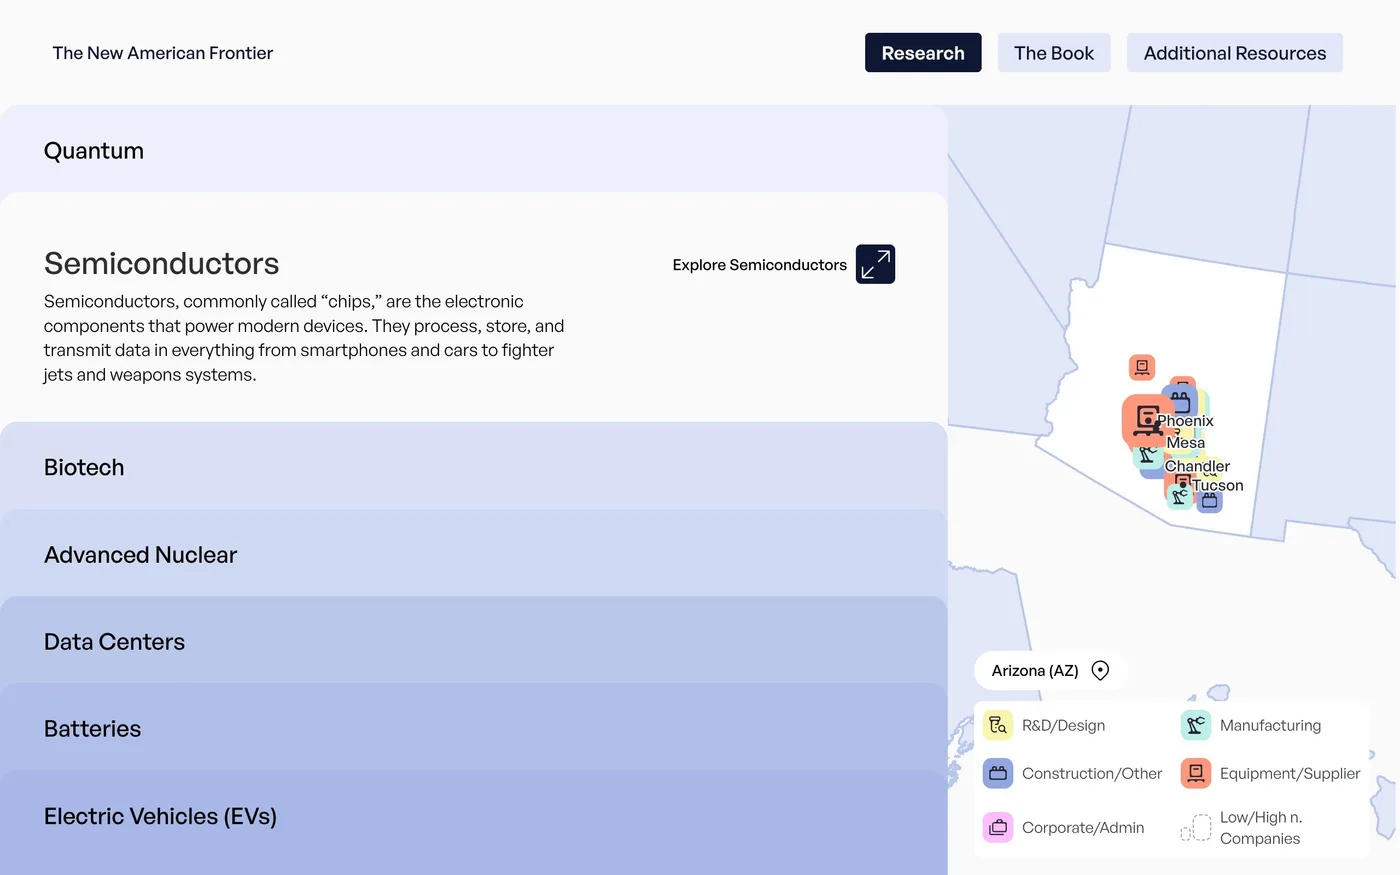 The New American Frontier
Research
The Book
Additional Resources
Quantum
Semiconductors
Explore Semiconductors
Semiconductors, commonly called “chips,” are the electronic
components that power modern devices. They process, store, and
transmit data in everything from smartphones and cars to fighter
jets and weapons systems.
Biotech
Advanced Nuclear
Data Centers
Batteries
Electric Vehicles (EVs)
Phoenix
Mesa
Chandler
Tucson
Arizona (AZ)
R&D/Design
Manufacturing
Construction/Other
Equipment/Supplier
Corporate/Admin
Low/High n.
Companies